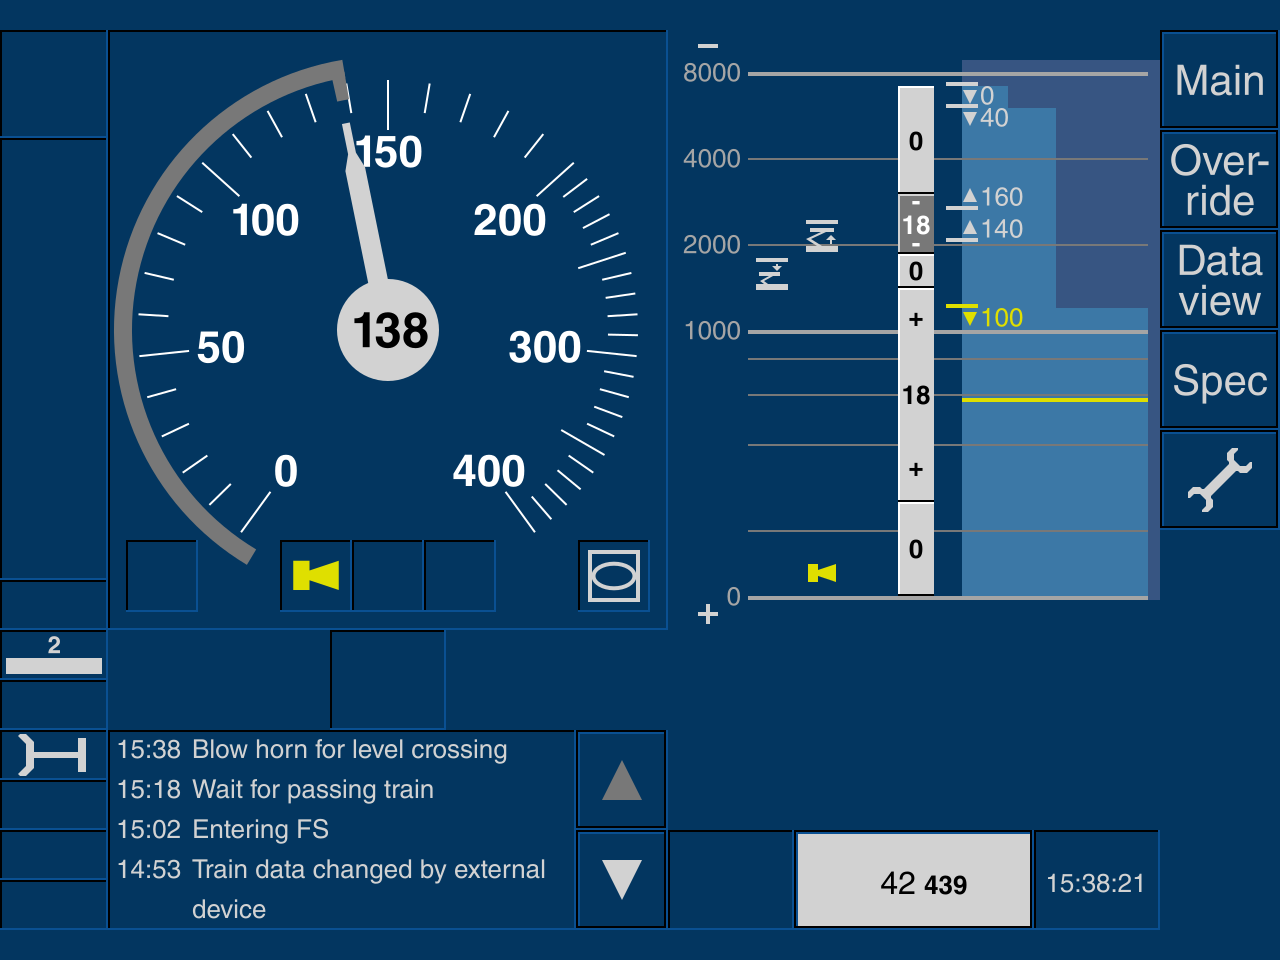 150
100
200
50
300
138
0
400
2
15:38 Blow horn for level crossing
15:18 Wait for passing train
15:02 Entering FS
14:53 Train data changed by external
device
−
8000
4000
2000
1000
0
+
0
-
18
-
0
+
18
+
0
0
40
160
140
100
42 439
15:38:21
Main
Over-
ride
Data
view
Spec